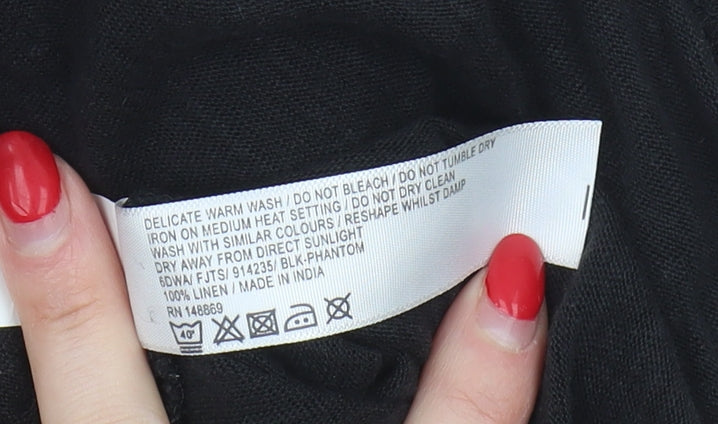 DELICATE WARM WASH / DO NOT BLEACH / DO NOT TUMBLE DRY
IRON ON MEDIUM HEAT SETTING / DO NOT DRY CLEAN
WASH WITH SIMILAR COLOURS / RESHAPE WHILST DAMP
DRY AWAY FROM DIRECT SUNLIGHT
6DWA/ FJTS/ 914235/ BLK-PHANTOM
100% LINEN / MADE IN INDIA
RN 148869
40°